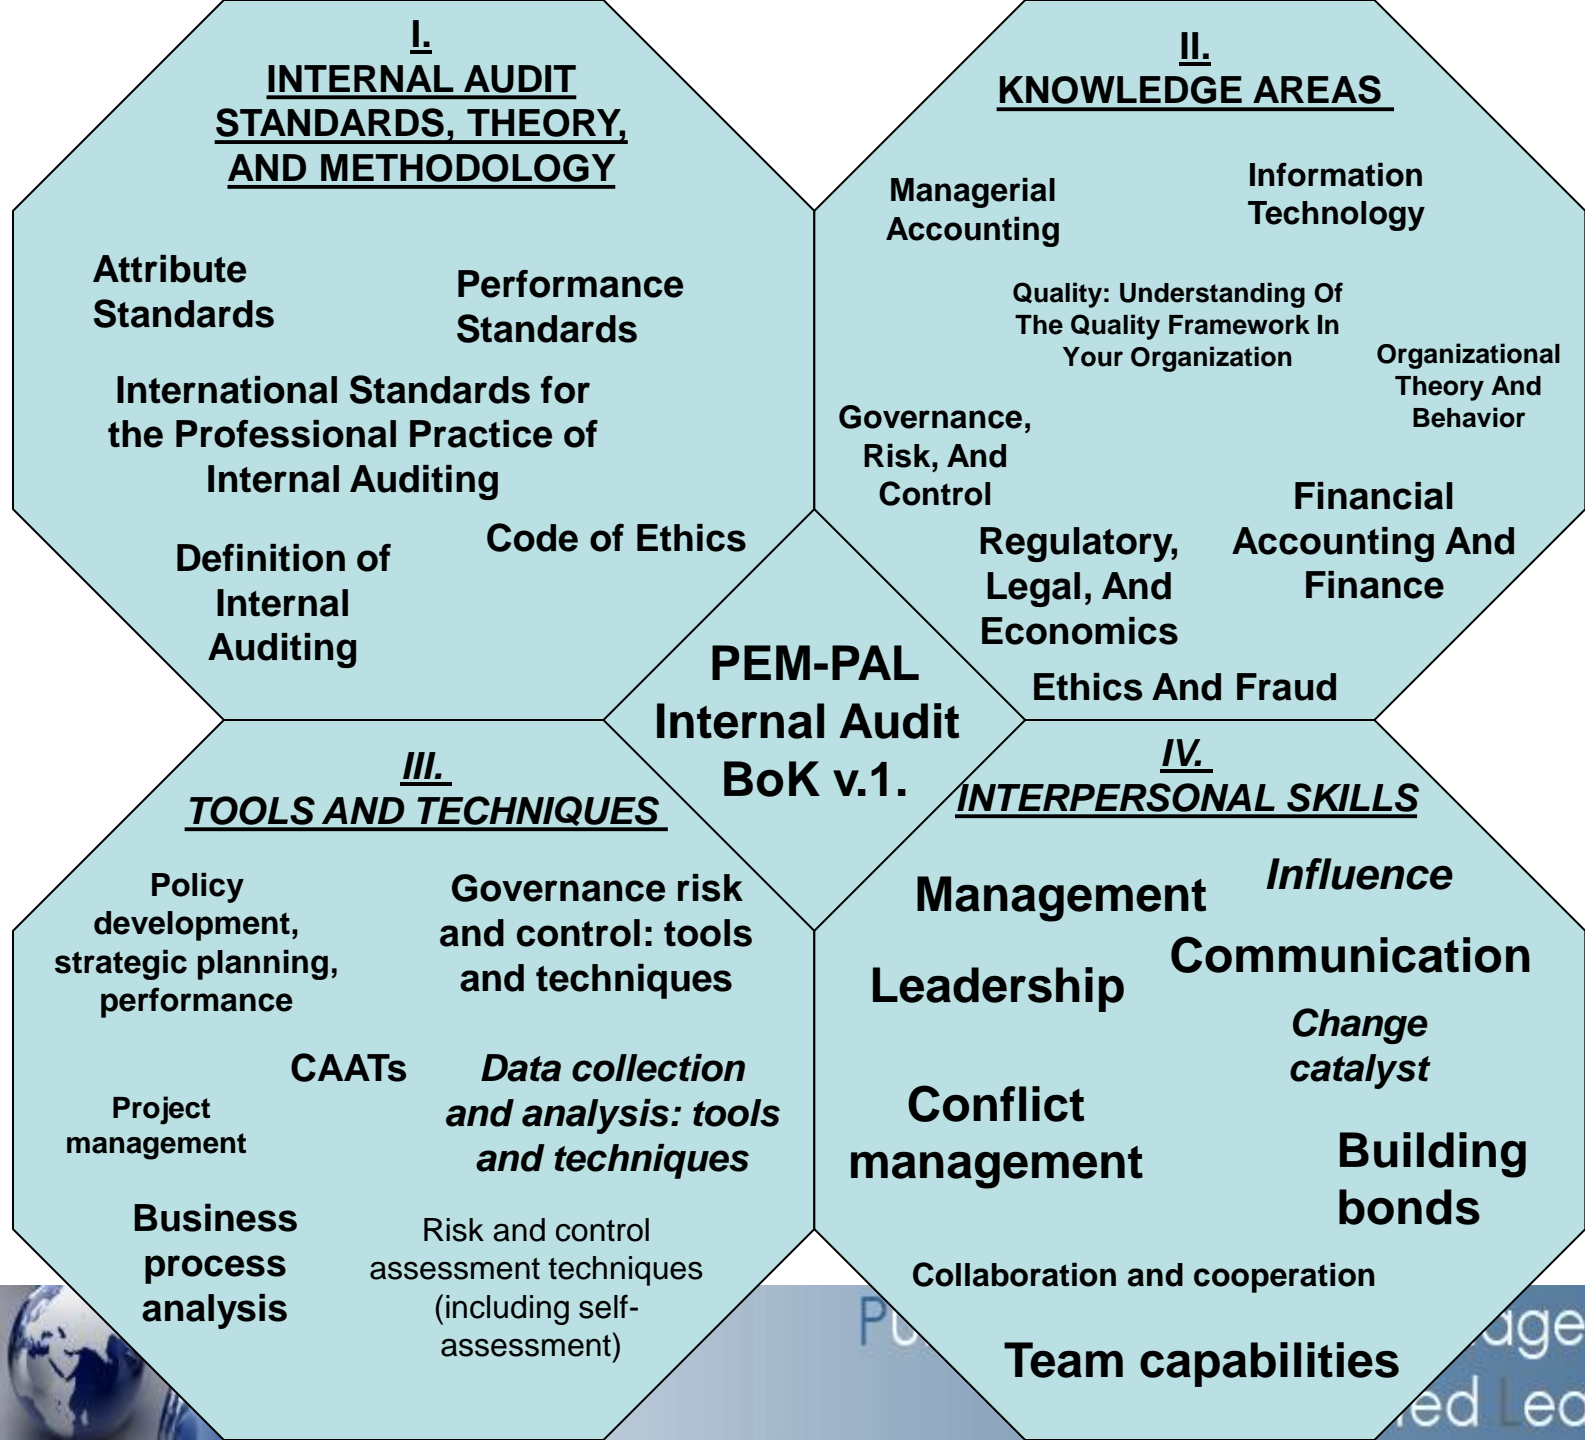 I.
INTERNAL AUDIT
STANDARDS, THEORY,
AND METHODOLOGY
Attribute
Standards
Performance
Standards
International Standards for
the Professional Practice of
Internal Auditing
Code of Ethics
Definition of
Internal
Auditing
II.
KNOWLEDGE AREAS
Managerial
Accounting
Information
Technology
Quality: Understanding Of
The Quality Framework In
Your Organization
Organizational
Theory And
Behavior
Governance,
Risk, And
Control
Financial
Accounting And
Finance
Regulatory,
Legal, And
Economics
Ethics And Fraud
PEM-PAL
Internal Audit
BoK v.1.
III.
TOOLS AND TECHNIQUES
Policy
development,
strategic planning,
performance
Governance risk
and control: tools
and techniques
CAATs
Data collection
and analysis: tools
and techniques
Project
management
Business
process
analysis
Risk and control
assessment techniques
(including self-
assessment)
IV.
INTERPERSONAL SKILLS
Management
Influence
Communication
Leadership
Change
catalyst
Conflict
management
Building
bonds
Collaboration and cooperation
Team capabilities